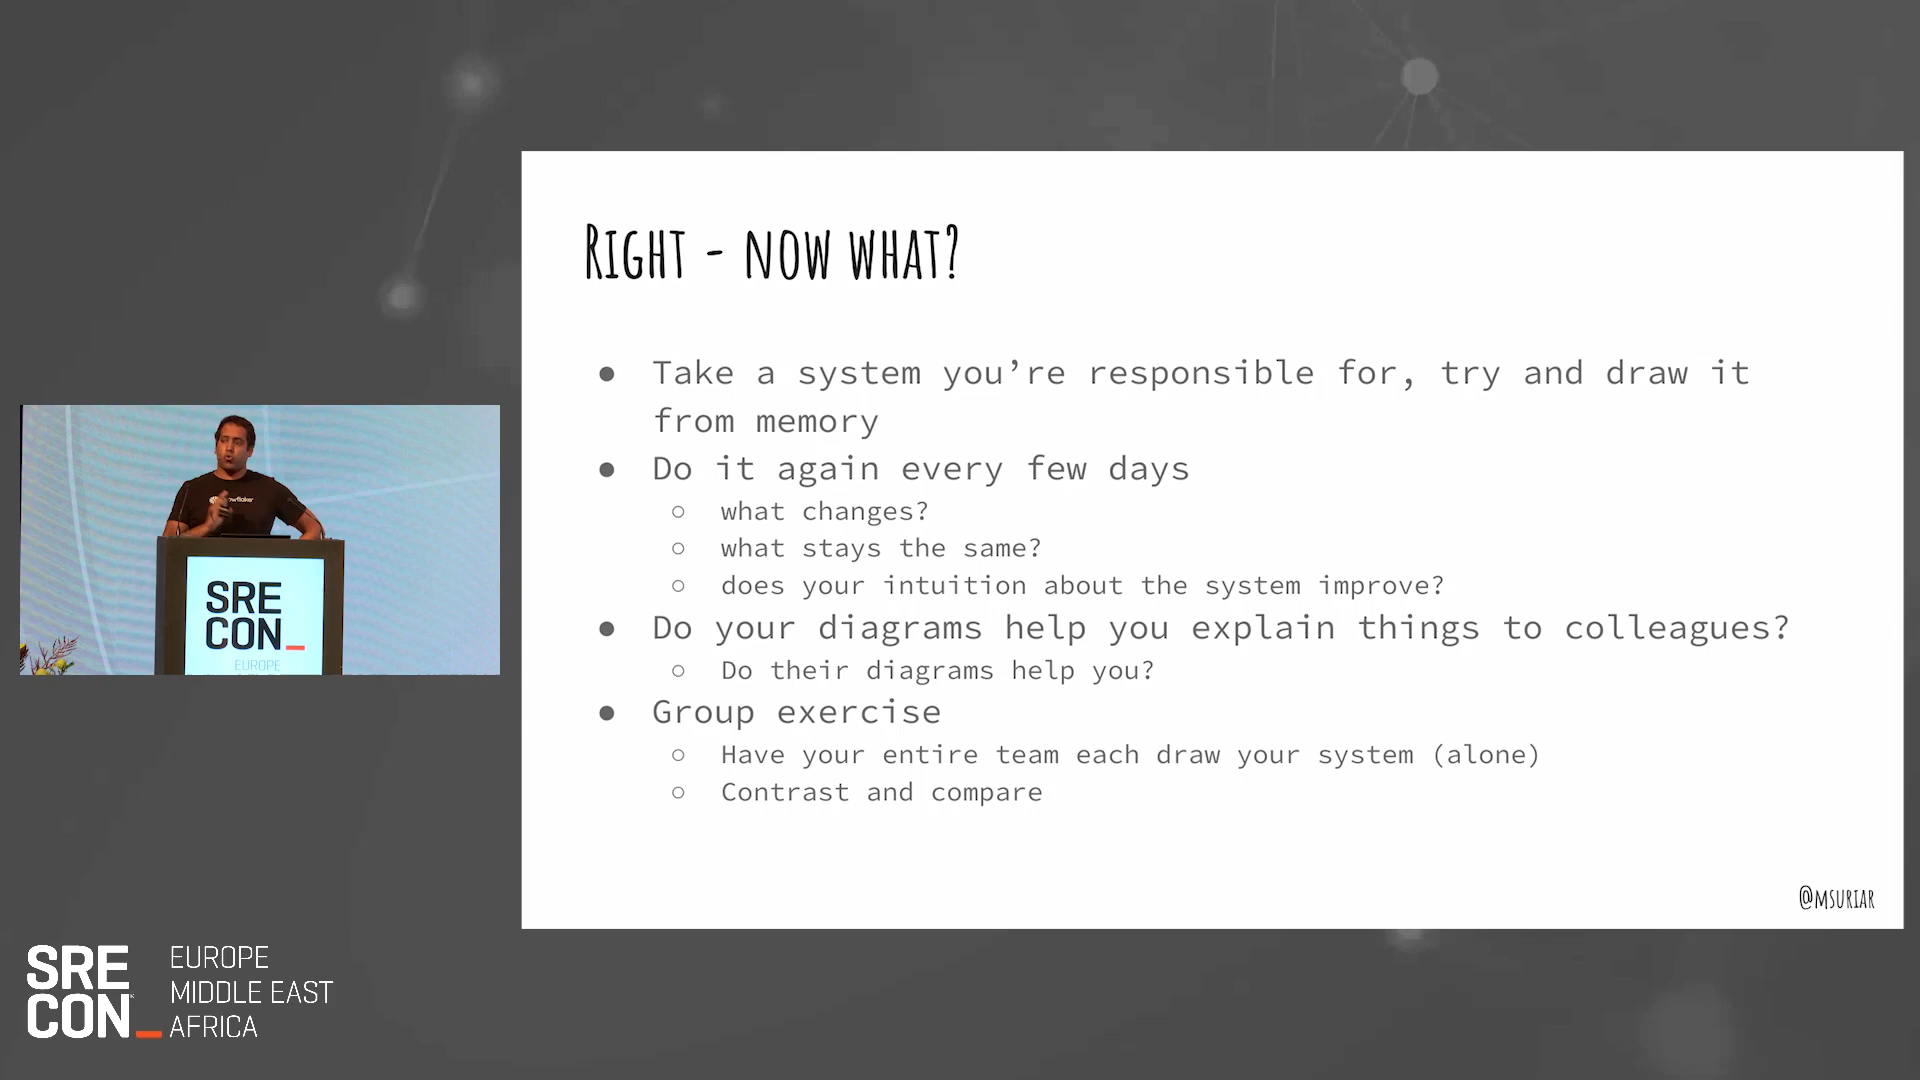 RIGHT - NOW WHAT?
● Take a system you’re responsible for, try and draw it
from memory
● Do it again every few days
○ what changes?
○ what stays the same?
○ does your intuition about the system improve?
● Do your diagrams help you explain things to colleagues?
○ Do their diagrams help you?
● Group exercise
○ Have your entire team each draw your system (alone)
○ Contrast and compare
@MSURIAR
SRE
CON_
EUROPE
SRE
CON_
EUROPE
MIDDLE EAST
AFRICA